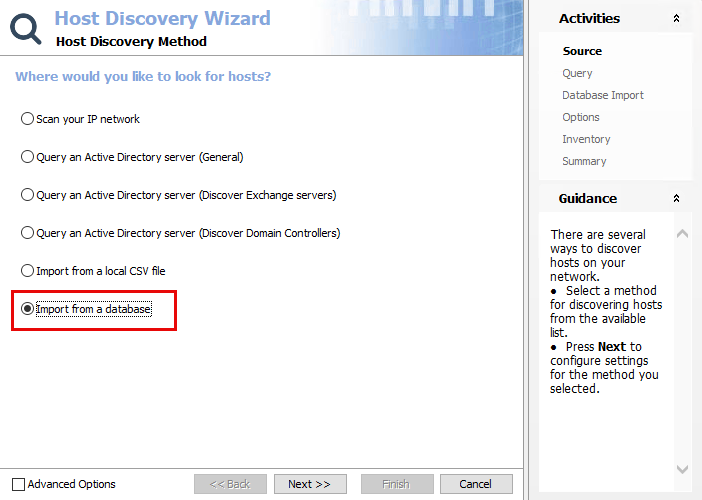 Host Discovery Wizard
Host Discovery Method
Where would you like to look for hosts?
Scan your IP network
Query an Active Directory server (General)
Query an Active Directory server (Discover Exchange servers)
Query an Active Directory server (Discover Domain Controllers)
Import from a local CSV file
Import from a database
Advanced Options
<< Back
Next >>
Finish
Cancel
Activities
Source
Query
Database Import
Options
Inventory
Summary
Guidance
There are several
ways to discover
hosts on your
network.
● Select a method
for discovering hosts
from the available
list.
● Press Next to
configure settings
for the method you
selected.